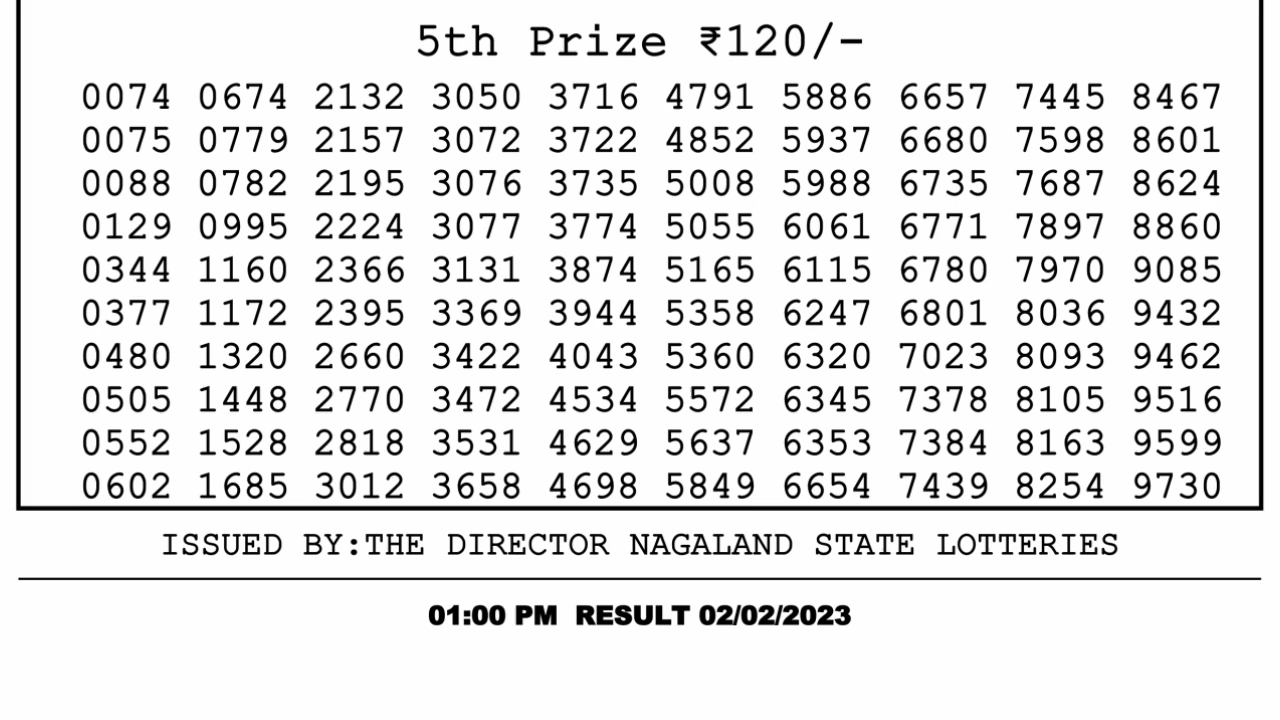 5th Prize ₹120/-
0074 0674 2132 3050 3716 4791 5886 6657 7445 8467
0075 0779 2157 3072 3722 4852 5937 6680 7598 8601
0088 0782 2195 3076 3735 5008 5988 6735 7687 8624
0129 0995 2224 3077 3774 5055 6061 6771 7897 8860
0344 1160 2366 3131 3874 5165 6115 6780 7970 9085
0377 1172 2395 3369 3944 5358 6247 6801 8036 9432
0480 1320 2660 3422 4043 5360 6320 7023 8093 9462
0505 1448 2770 3472 4534 5572 6345 7378 8105 9516
0552 1528 2818 3531 4629 5637 6353 7384 8163 9599
0602 1685 3012 3658 4698 5849 6654 7439 8254 9730
ISSUED BY:THE DIRECTOR NAGALAND STATE LOTTERIES
01:00 PM RESULT 02/02/2023